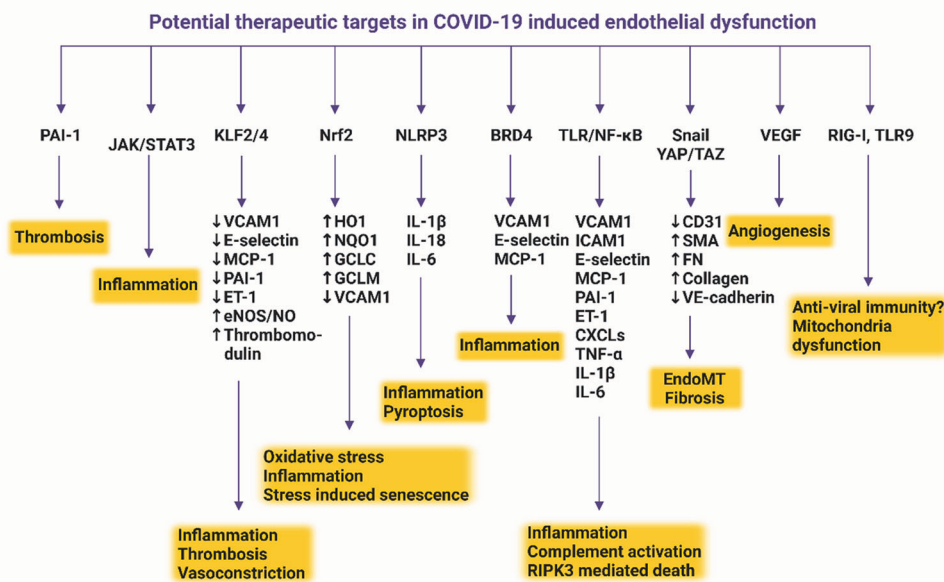 Potential therapeutic targets in COVID-19 induced endothelial dysfunction
PAI-1
Thrombosis
JAK/STAT3
Inflammation
KLF2/4
↓VCAM1
↓E-selectin
↓MCP-1
↓PAI-1
↓ET-1
↑eNOS/NO
↑Thrombomo-
dulin
Inflammation
Thrombosis
Vasoconstriction
Nrf2
↑HO1
↑NQO1
↑GCLC
↑GCLM
↓VCAM1
Oxidative stress
Inflammation
Stress induced senescence
NLRP3
IL-1β
IL-18
IL-6
Inflammation
Pyroptosis
BRD4
VCAM1
E-selectin
MCP-1
Inflammation
TLR/NF-κB
VCAM1
ICAM1
E-selectin
MCP-1
PAI-1
ET-1
CXCLs
TNF-α
IL-1β
IL-6
Inflammation
Complement activation
RIPK3 mediated death
Snail
YAP/TAZ
↓CD31
↑SMA
↑FN
↑Collagen
↓VE-cadherin
EndoMT
Fibrosis
VEGF
Angiogenesis
RIG-I, TLR9
Anti-viral immunity?
Mitochondria
dysfunction